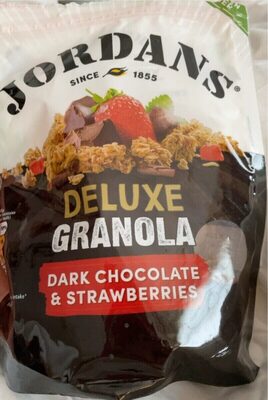 JORDANS®
SINCE 1855
DELUXE
GRANOLA
DARK CHOCOLATE
& STRAWBERRIES